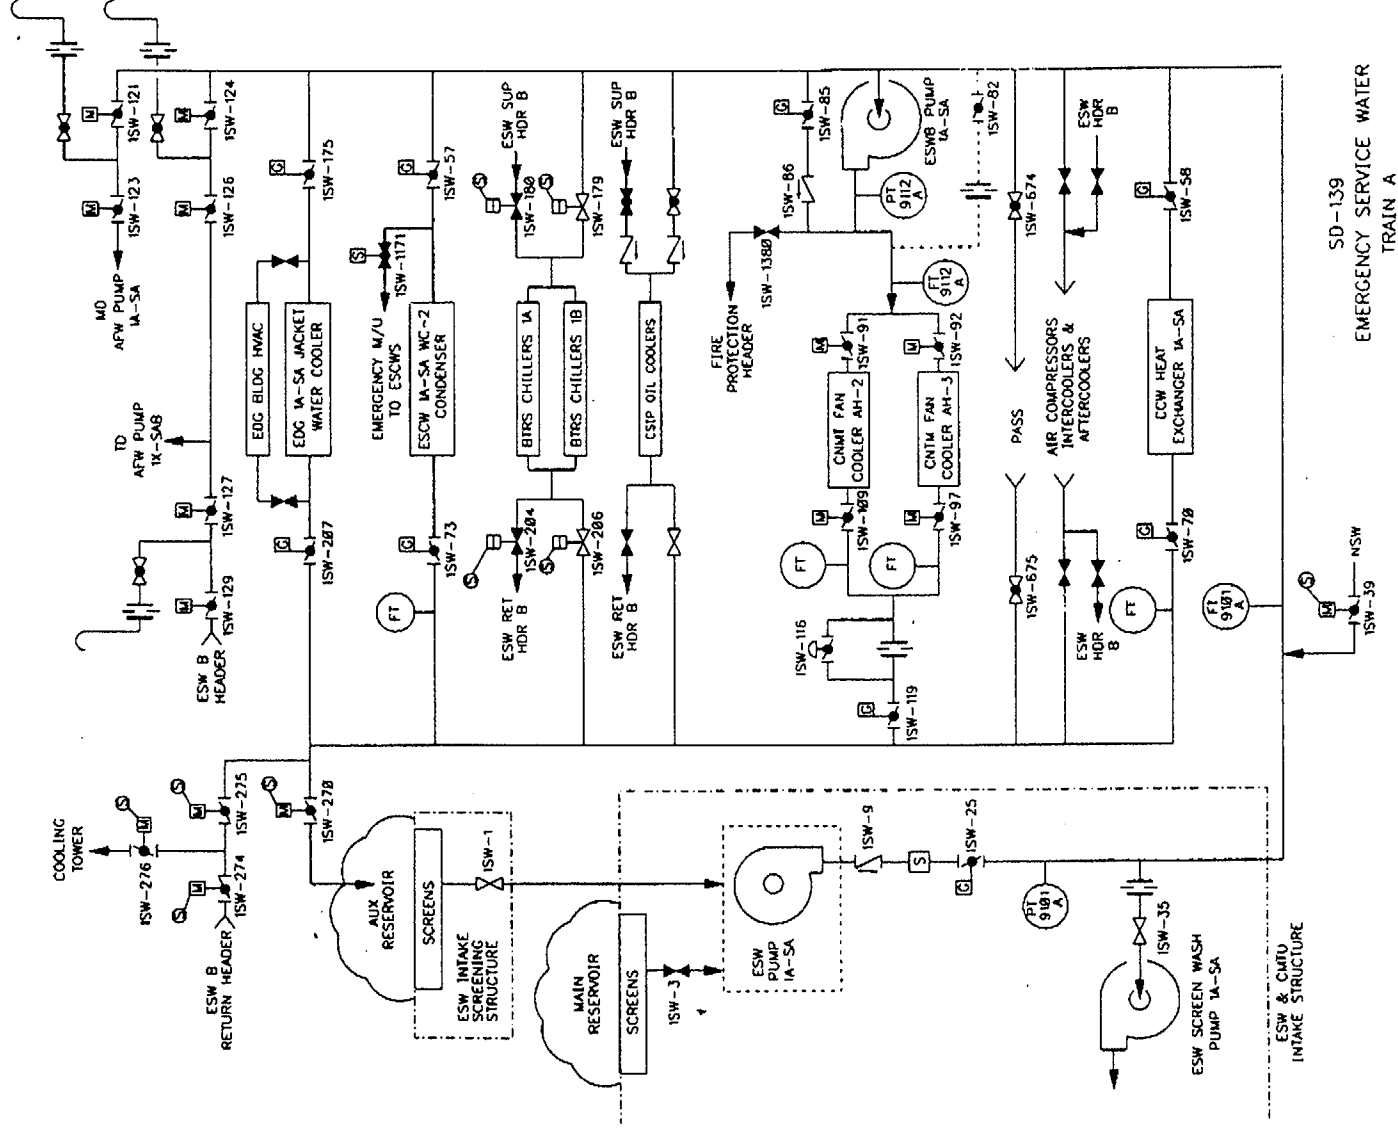 SD-139
EMERGENCY SERVICE WATER
TRAIN A
M
1SW-121
M
1SW-124
M
1SW-123
M
1SW-126
MD
AFW PUMP
1A-SA
TD
AFW PUMP
1X-SAB
M
1SW-127
M
1SW-129
ESW B
HEADER
G
1SW-175
EDG BLDG HVAC
EDG 1A-SA JACKET
WATER COOLER
G
1SW-207
G
1SW-57
S
1SW-1171
EMERGENCY M/U
TO ESCWS
ESCW 1A-SA WC-2
CONDENSER
G
1SW-73
FT
ESW SUP
HDR B
S
1SW-180
S
1SW-179
BTRS CHILLERS 1A
BTRS CHILLERS 1B
S
1SW-204
S
1SW-206
ESW RET
HDR B
ESW SUP
HDR B
CSIP OIL COOLERS
ESW RET
HDR B
G
1SW-85
1SW-86
ESWB PUMP
1A-SA
PT
9112
A
1SW-82
1SW-1380
FIRE
PROTECTION
HEADER
FT
9112
A
M
1SW-91
M
1SW-92
CNMT FAN
COOLER AH-2
CNTM FAN
COOLER AH-3
M
1SW-109
M
1SW-97
FT
FT
1SW-116
G
1SW-119
1SW-674
PASS
1SW-675
ESW
HDR
B
AIR COMPRESSORS
INTERCOOLERS &
AFTERCOOLERS
ESW
HDR
B
G
1SW-58
CCW HEAT
EXCHANGER 1A-SA
G
1SW-70
FT
FT
9101
A
S
M
1SW-39
NSW
COOLING
TOWER
S
M
1SW-276
S
M
1SW-275
S
M
1SW-274
ESW B
RETURN HEADER
S
M
1SW-270
AUX
RESERVOIR
SCREENS
1SW-1
ESW INTAKE
SCREENING
STRUCTURE
MAIN
RESERVOIR
SCREENS
1SW-3
ESW
PUMP
1A-SA
1SW-9
S
G
1SW-25
PT
9101
A
1SW-35
ESW SCREEN WASH
PUMP 1A-SA
ESW & CMTU
INTAKE STRUCTURE